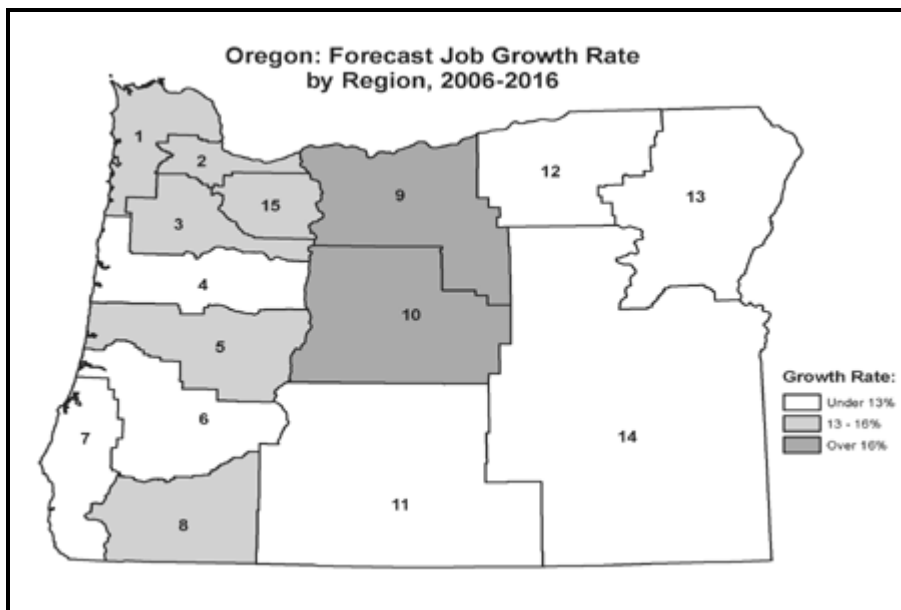 Oregon: Forecast Job Growth Rate
by Region, 2006-2016
1
2
12
9
13
15
3
4
10
5
Growth Rate:
Under 13%
6
13 - 16%
7
14
Over 16%
11
8